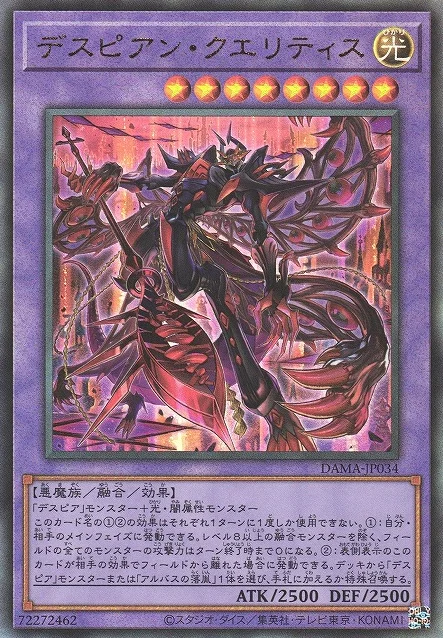 デスピアン・クエリティス
光
DAMA-JP034
【悪魔族/融合/効果】
「デスピア」モンスター+光・闇属性モンスター
このカード名の①②の効果はそれぞれ1ターンに1度しか使用できない。①:自分・
相手のメインフェイズに発動できる。レベル8以上の融合モンスターを除く、フィー
ルドの全てのモンスターの攻撃力はターン終了時まで0になる。②:表側表示のこ
のカードが相手の効果でフィールドから離れた場合に発動できる。デッキから「デス
ピア」モンスターまたは「アルバスの落胤」1体を選び、手札に加えるか特殊召喚する。
ATK/2500 DEF/2500
72272462 ©スタジオ・ダイス/集英社・テレビ東京・KONAMI